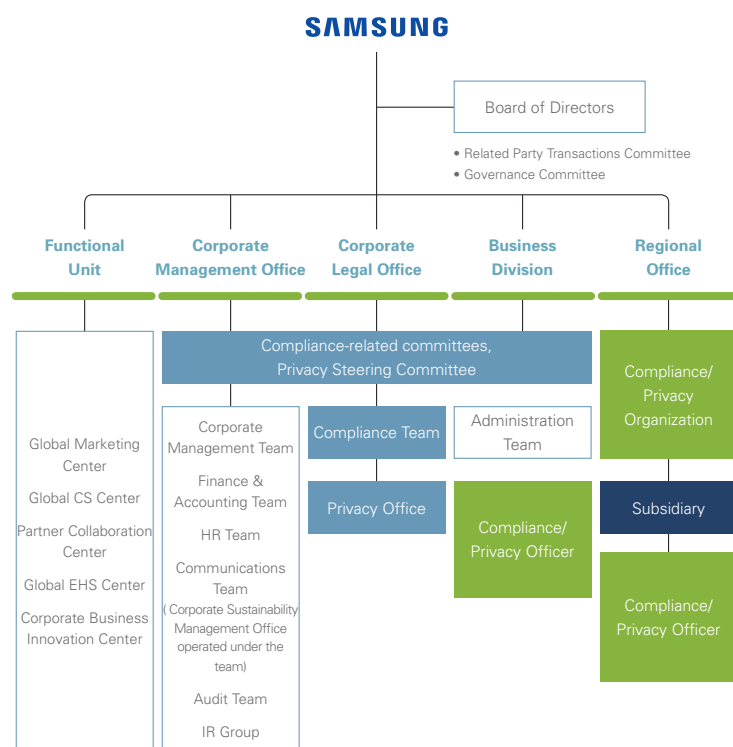 SAMSUNG
Board of Directors
• Related Party Transactions Committee
• Governance Committee
Functional
Unit
Corporate
Management Office
Corporate
Legal Office
Business
Division
Regional
Office
Compliance-related committees,
Privacy Steering Committee
Global Marketing
Center
Global CS Center
Partner Collaboration
Center
Global EHS Center
Corporate Business
Innovation Center
Corporate
Management Team
Finance &
Accounting Team
HR Team
Communications
Team
( Corporate Sustainability
Management Office
operated under the
team)
Audit Team
IR Group
Compliance Team
Privacy Office
Administration
Team
Compliance/
Privacy Officer
Compliance/
Privacy
Organization
Subsidiary
Compliance/
Privacy Officer